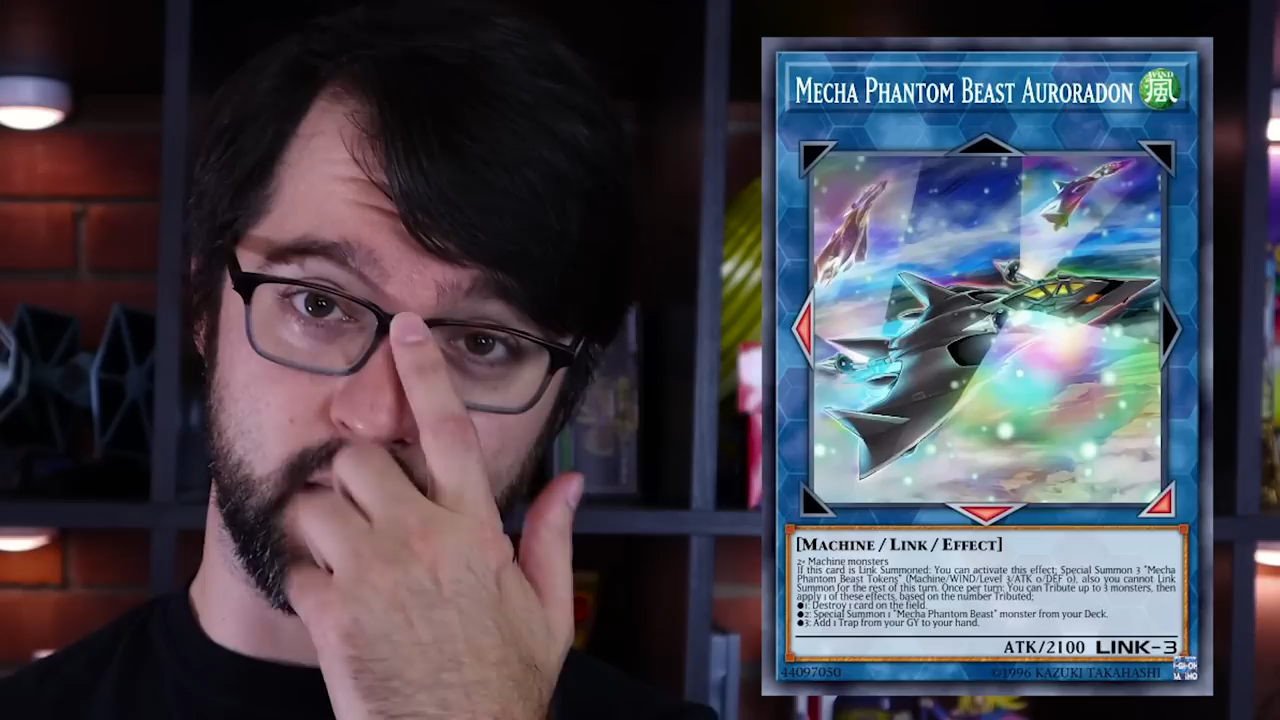 MECHA PHANTOM BEAST AURORADON
WIND
風
[MACHINE / LINK / EFFECT]
2+ Machine monsters
If this card is Link Summoned: You can activate this effect; Special Summon 3 "Mecha
Phantom Beast Tokens" (Machine/WIND/Level 3/ATK 0/DEF 0), also you cannot Link
Summon for the rest of this turn. Once per turn: You can Tribute up to 3 monsters, then
apply 1 of these effects, based on the number Tributed;
●1: Destroy 1 card on the field.
●2: Special Summon 1 "Mecha Phantom Beast" monster from your Deck.
●3: Add 1 Trap from your GY to your hand.
ATK/2100 LINK-3
44097050
©1996 KAZUKI TAKAHASHI